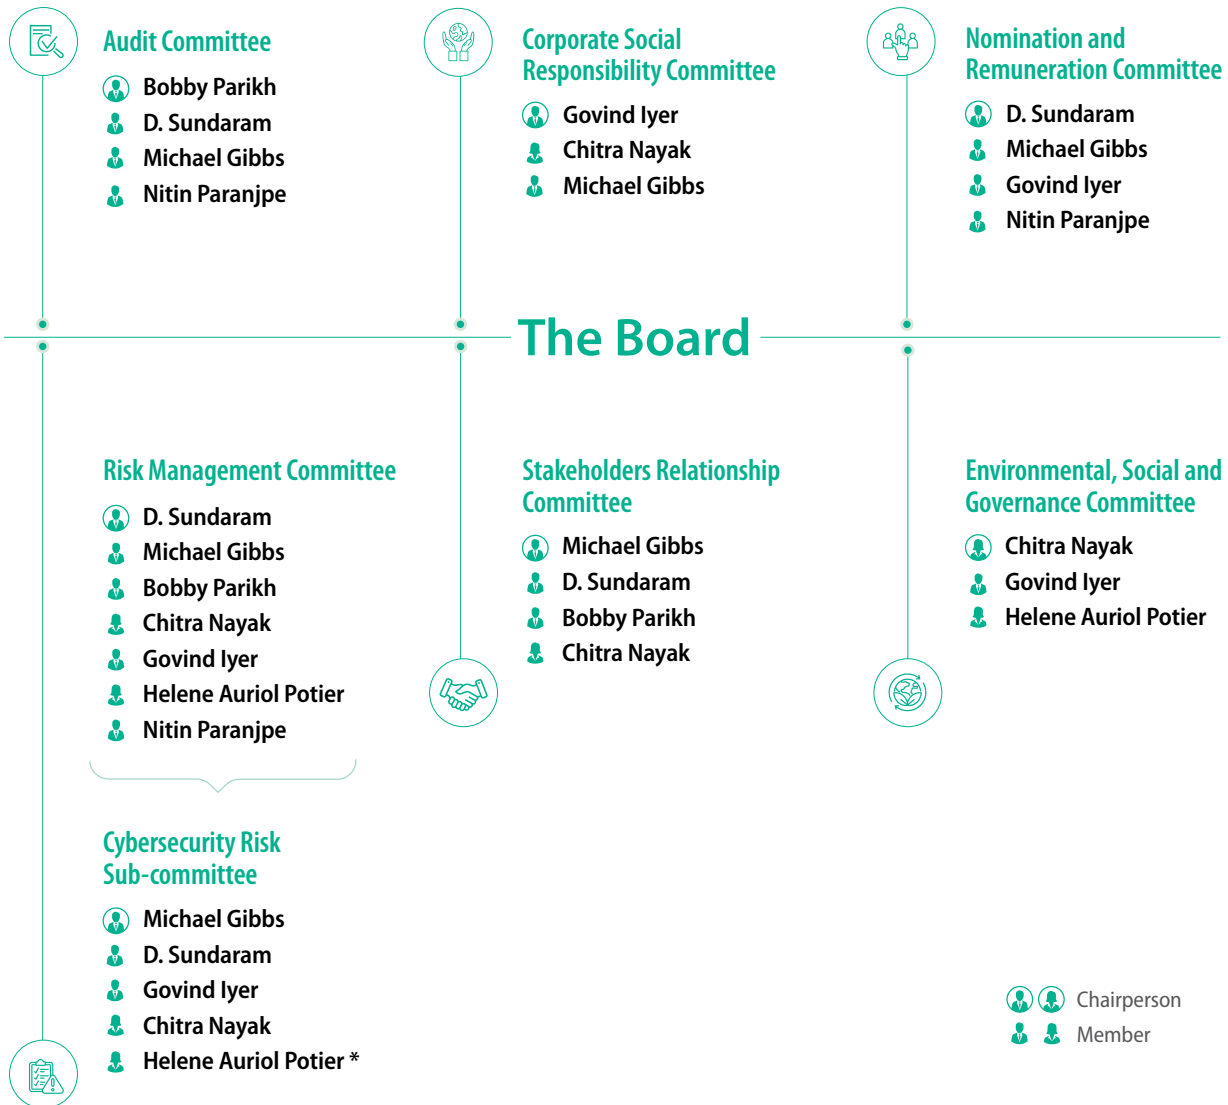 Audit Committee
Bobby Parikh
D. Sundaram
Michael Gibbs
Nitin Paranjpe
Corporate Social
Responsibility Committee
Govind Iyer
Chitra Nayak
Michael Gibbs
Nomination and
Remuneration Committee
D. Sundaram
Michael Gibbs
Govind Iyer
Nitin Paranjpe
The Board
Risk Management Committee
D. Sundaram
Michael Gibbs
Bobby Parikh
Chitra Nayak
Govind Iyer
Helene Auriol Potier
Nitin Paranjpe
Stakeholders Relationship
Committee
Michael Gibbs
D. Sundaram
Bobby Parikh
Chitra Nayak
Environmental, Social and
Governance Committee
Chitra Nayak
Govind Iyer
Helene Auriol Potier
Cybersecurity Risk
Sub-committee
Michael Gibbs
D. Sundaram
Govind Iyer
Chitra Nayak
Helene Auriol Potier *
Chairperson
Member